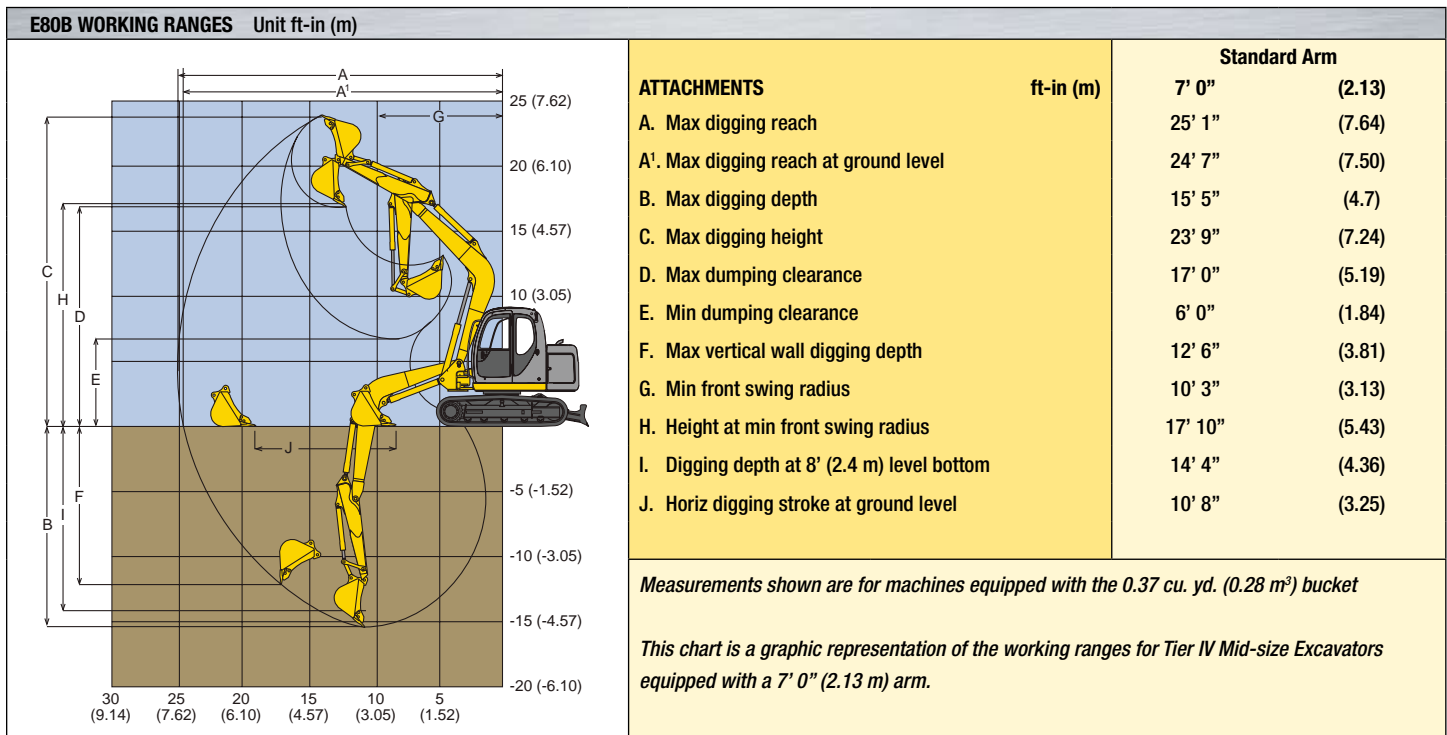 E80B WORKING RANGES Unit ft-in (m)
A
A¹
G
C
H
D
E
J
F
B
I
25 (7.62)
20 (6.10)
15 (4.57)
10 (3.05)
-5 (-1.52)
-10 (-3.05)
-15 (-4.57)
-20 (-6.10)
30 25 20 15 10 5
(9.14) (7.62) (6.10) (4.57) (3.05) (1.52)
Standard Arm
ATTACHMENTS ft-in (m) 7’ 0” (2.13)
A. Max digging reach 25’ 1” (7.64)
A¹. Max digging reach at ground level 24’ 7” (7.50)
B. Max digging depth 15’ 5” (4.7)
C. Max digging height 23’ 9” (7.24)
D. Max dumping clearance 17’ 0” (5.19)
E. Min dumping clearance 6’ 0” (1.84)
F. Max vertical wall digging depth 12’ 6” (3.81)
G. Min front swing radius 10’ 3” (3.13)
H. Height at min front swing radius 17’ 10” (5.43)
I. Digging depth at 8’ (2.4 m) level bottom 14’ 4” (4.36)
J. Horiz digging stroke at ground level 10’ 8” (3.25)
Measurements shown are for machines equipped with the 0.37 cu. yd. (0.28 m³) bucket
This chart is a graphic representation of the working ranges for Tier IV Mid-size Excavators
equipped with a 7’ 0” (2.13 m) arm.